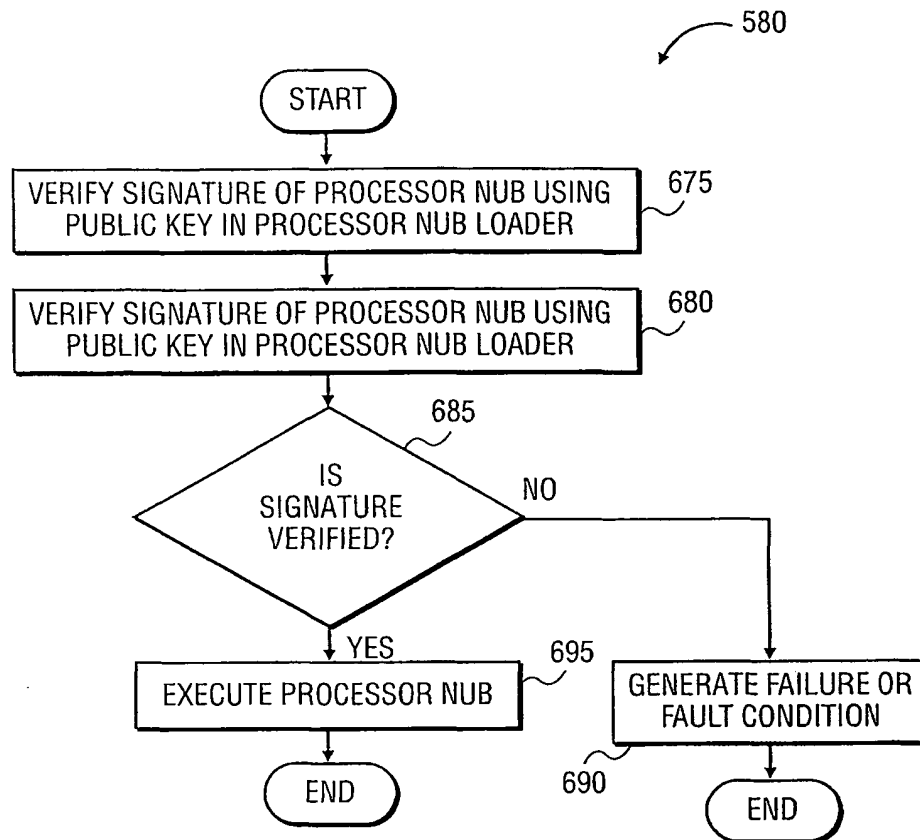 580
START
VERIFY SIGNATURE OF PROCESSOR NUB USING
PUBLIC KEY IN PROCESSOR NUB LOADER
675
VERIFY SIGNATURE OF PROCESSOR NUB USING
PUBLIC KEY IN PROCESSOR NUB LOADER
680
685
IS
SIGNATURE
VERIFIED?
NO
YES
EXECUTE PROCESSOR NUB
695
GENERATE FAILURE OR
FAULT CONDITION
690
END
END